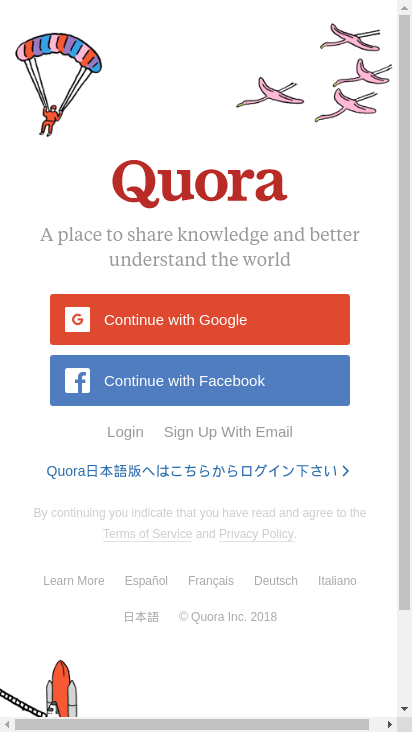 Quora
A place to share knowledge and better
understand the world
Continue with Google
Continue with Facebook
Login Sign Up With Email
Quora日本語版へはこちらからログイン下さい
By continuing you indicate that you have read and agree to the
Terms of Service and Privacy Policy.
Learn More Español Français Deutsch Italiano
日本語 © Quora Inc. 2018